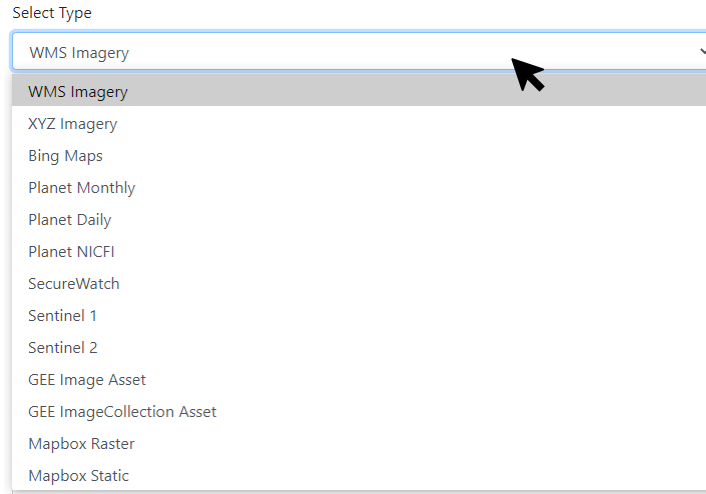 Select Type
WMS Imagery
WMS Imagery
XYZ Imagery
Bing Maps
Planet Monthly
Planet Daily
Planet NICFI
SecureWatch
Sentinel 1
Sentinel 2
GEE Image Asset
GEE ImageCollection Asset
Mapbox Raster
Mapbox Static